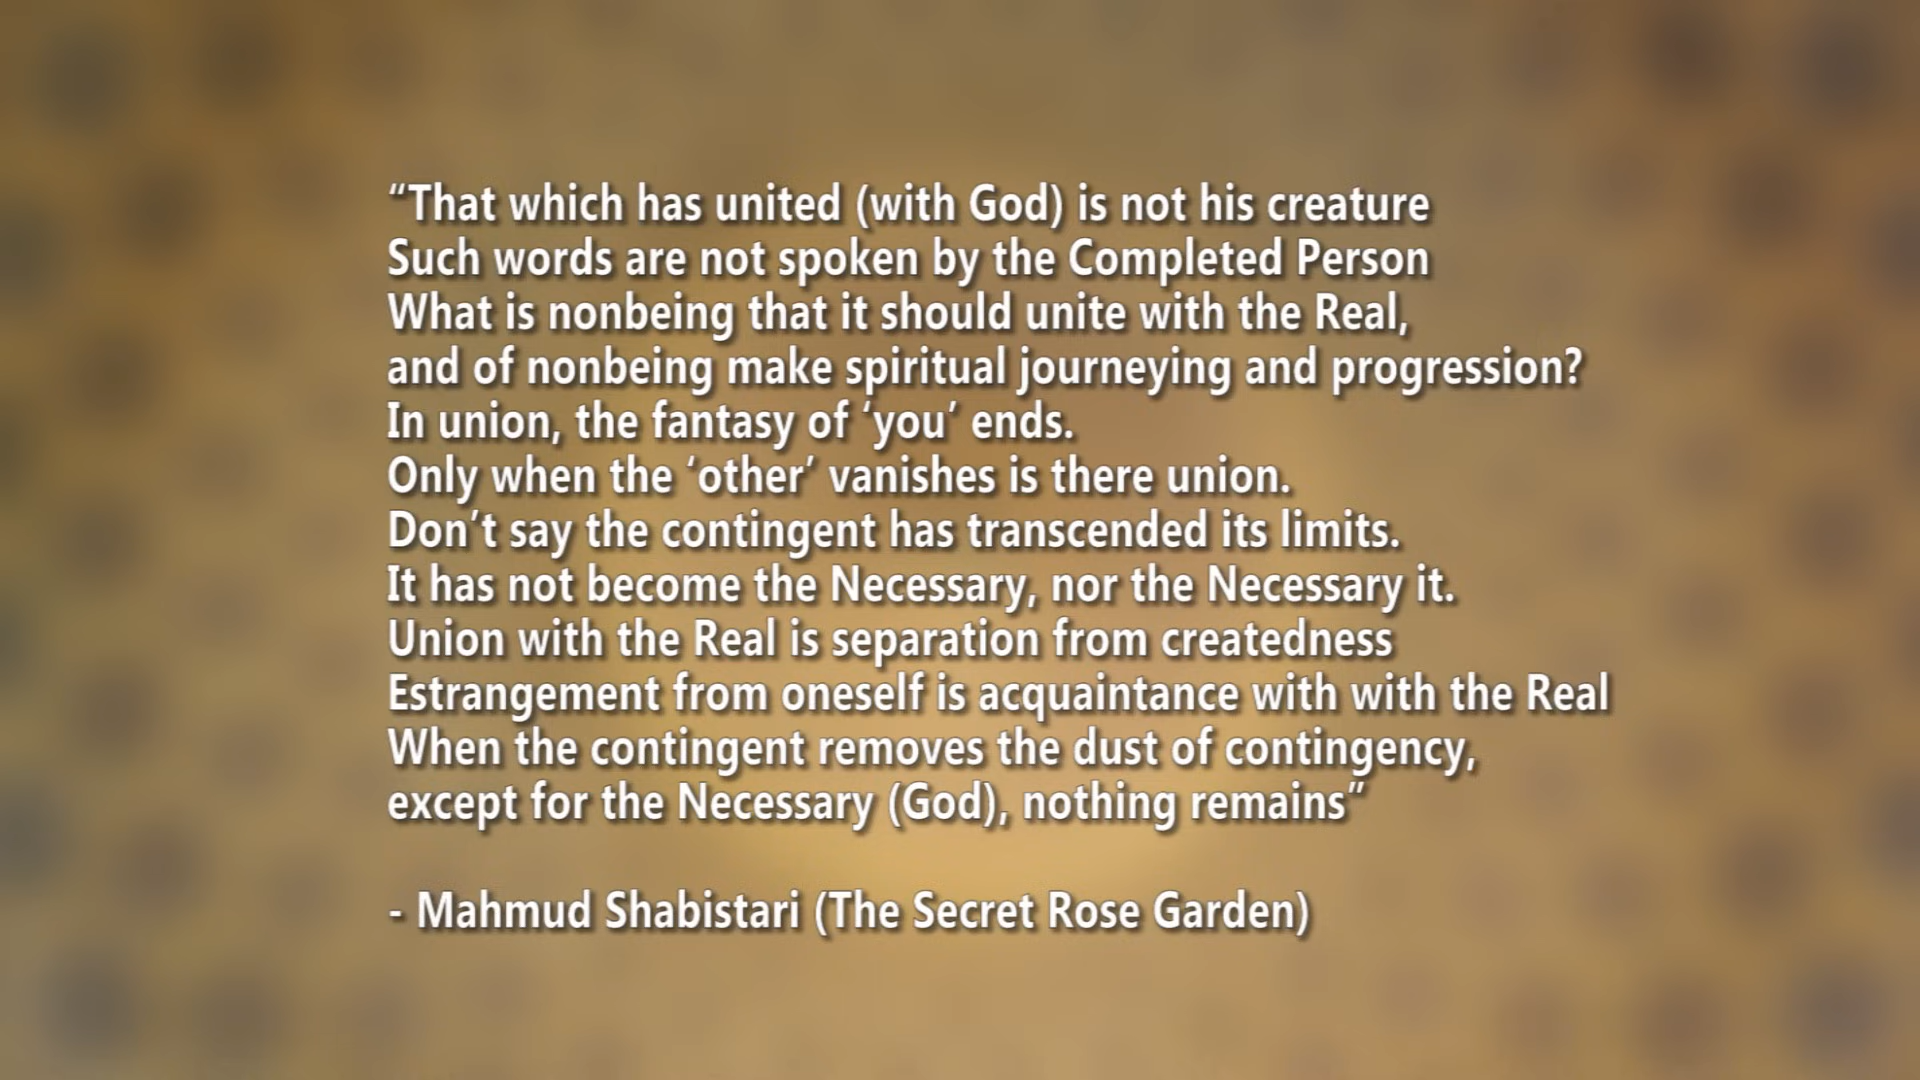 “That which has united (with God) is not his creature
Such words are not spoken by the Completed Person
What is nonbeing that it should unite with the Real,
and of nonbeing make spiritual journeying and progression?
In union, the fantasy of ‘you’ ends.
Only when the ‘other’ vanishes is there union.
Don’t say the contingent has transcended its limits.
It has not become the Necessary, nor the Necessary it.
Union with the Real is separation from createdness
Estrangement from oneself is acquaintance with with the Real
When the contingent removes the dust of contingency,
except for the Necessary (God), nothing remains”
- Mahmud Shabistari (The Secret Rose Garden)